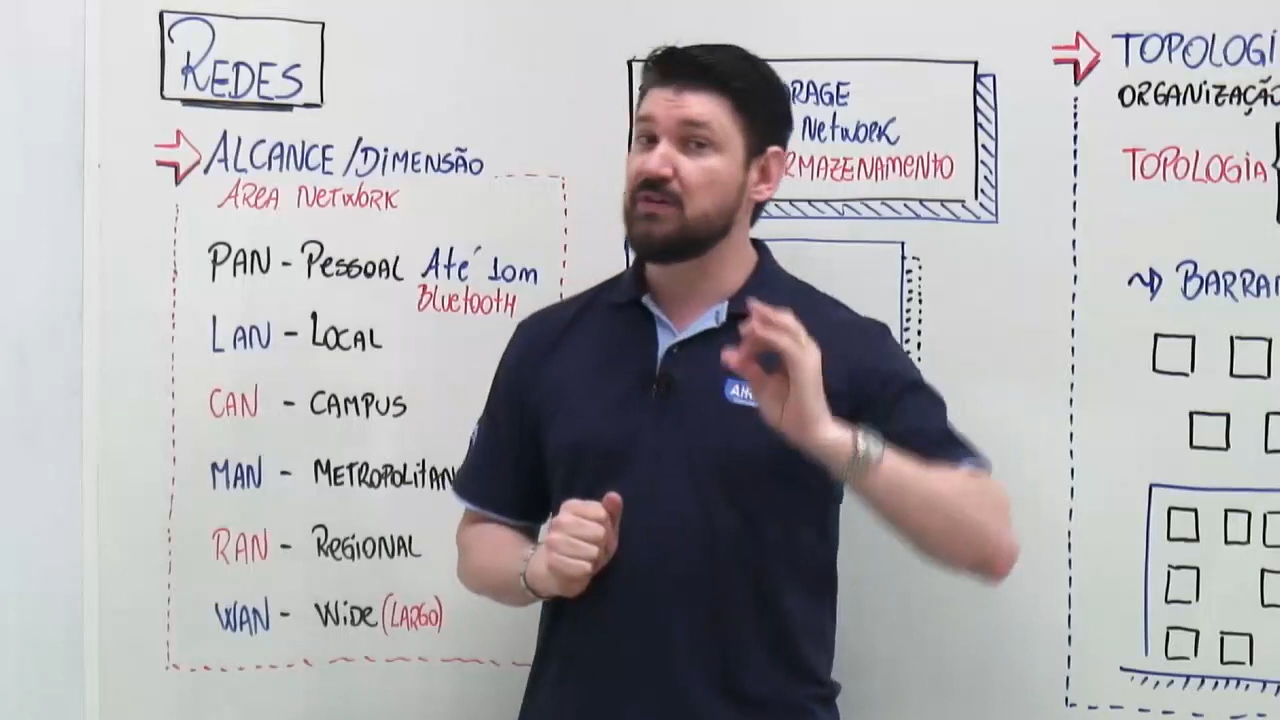 REDES
ALCANCE/DIMENSÃO
AREA NETWORK
PAN - PESSOAL ATÉ 10m
BLUETOOTH
LAN - LOCAL
CAN - CAMPUS
MAN - METROPOLITAN
RAN - REGIONAL
WAN - WIDE (LARGO)
RAGE
NETWORK
RMAZENAMENTO
TOPOLOGI
ORGANIZAÇÃO
TOPOLOGIA
BARRA